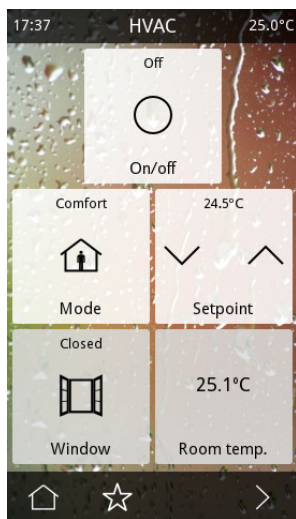 17:37 HVAC 25.0°C
Off
On/off
Comfort
Mode
24.5°C
Setpoint
Closed
Window
25.1°C
Room temp.